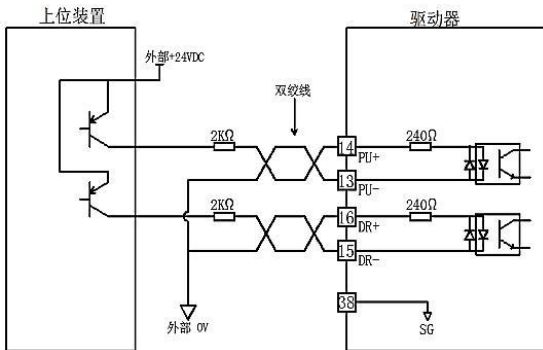 上位装置
驱动器
外部+24VDC
双绞线
2KΩ
14
PU+
240Ω
13
PU-
2KΩ
16
DR+
240Ω
15
DR-
38
SG
外部 0V